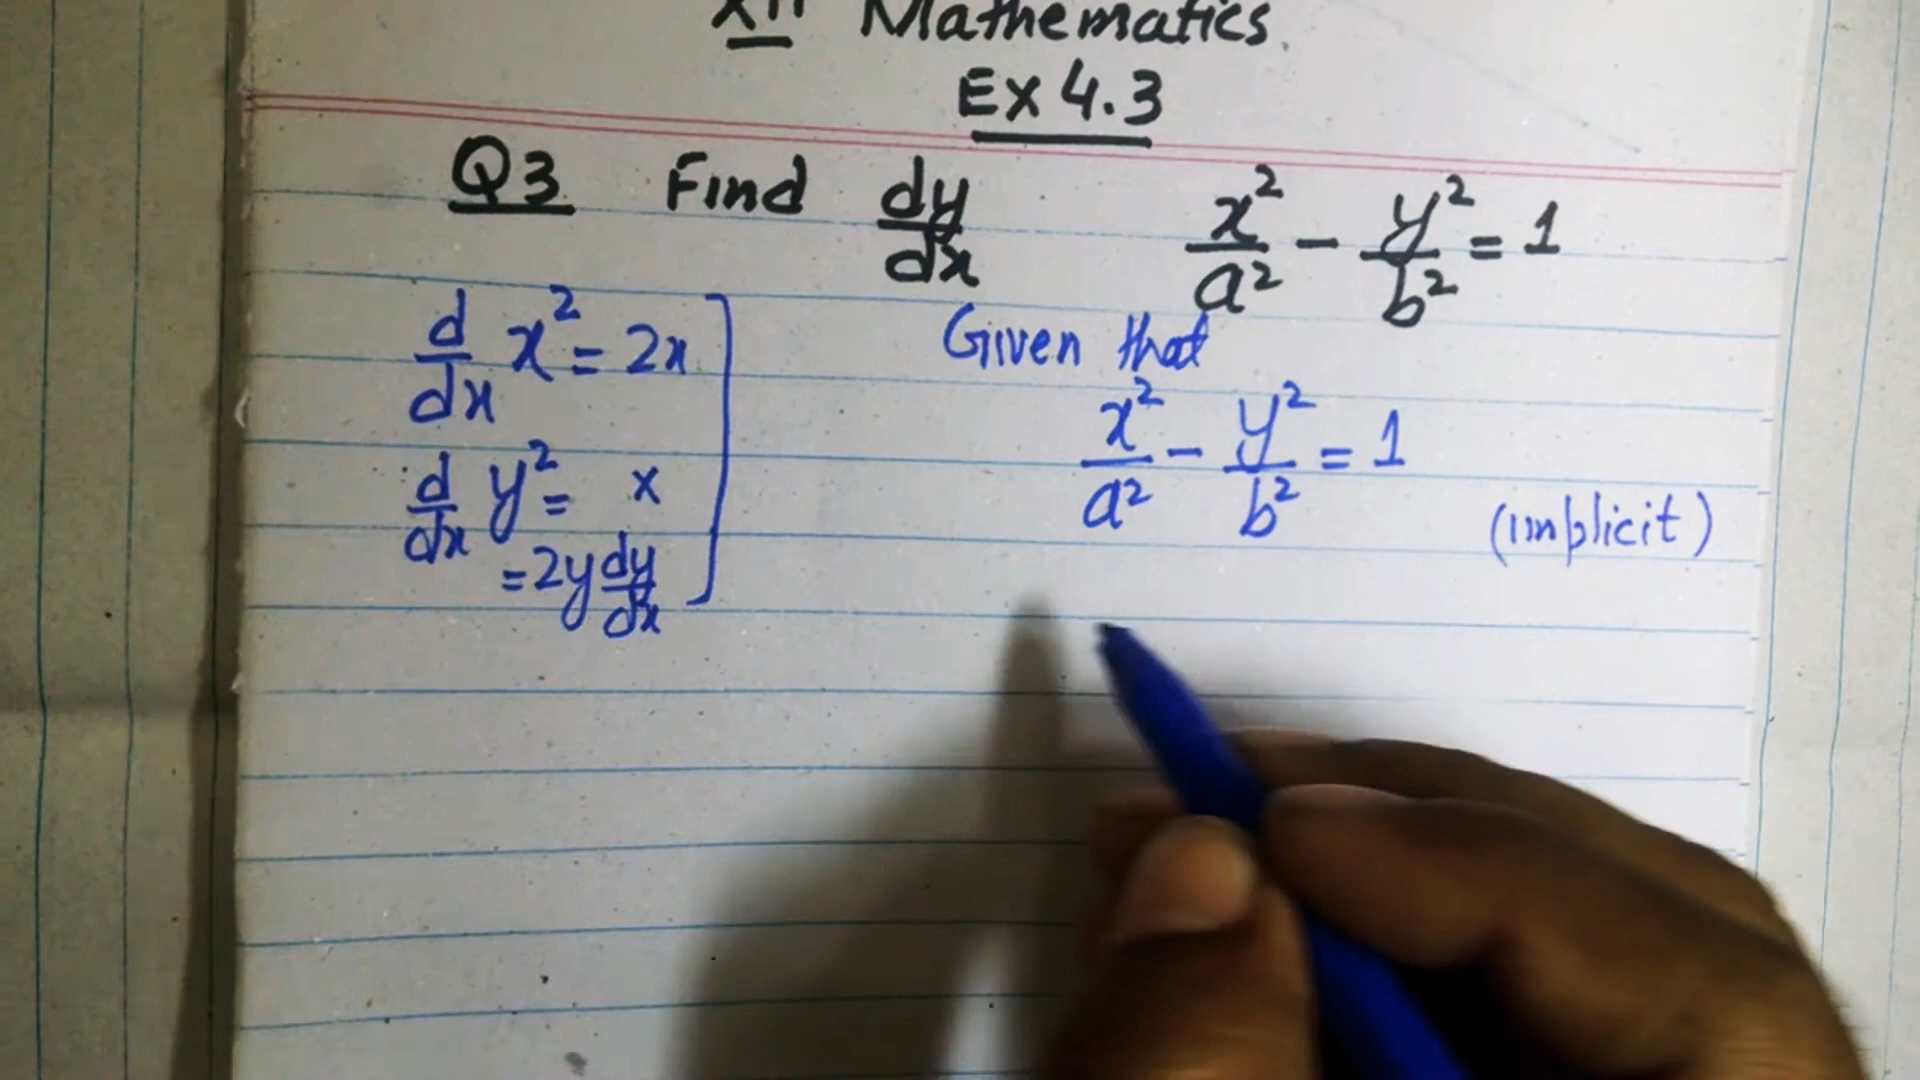 XII Mathematics.
Ex 4.3
Q3 Find dy/dx x²/a² - y²/b² = 1
d/dx x² = 2x
Given that
x²/a² - y²/b² = 1
d/dx y² = x
(implicit)
= 2y dy/dx